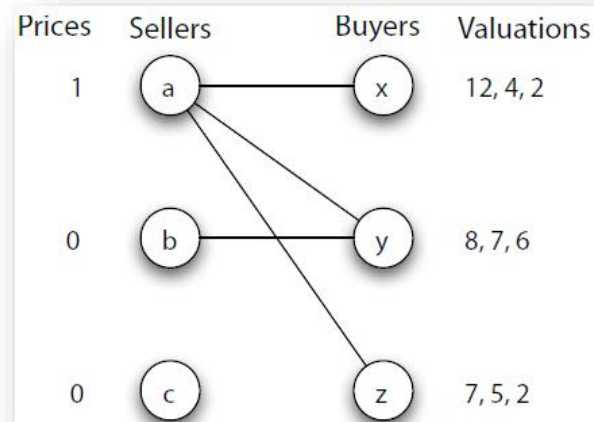 Prices Sellers Buyers Valuations
1 a x 12, 4, 2
0 b y 8, 7, 6
0 c z 7, 5, 2